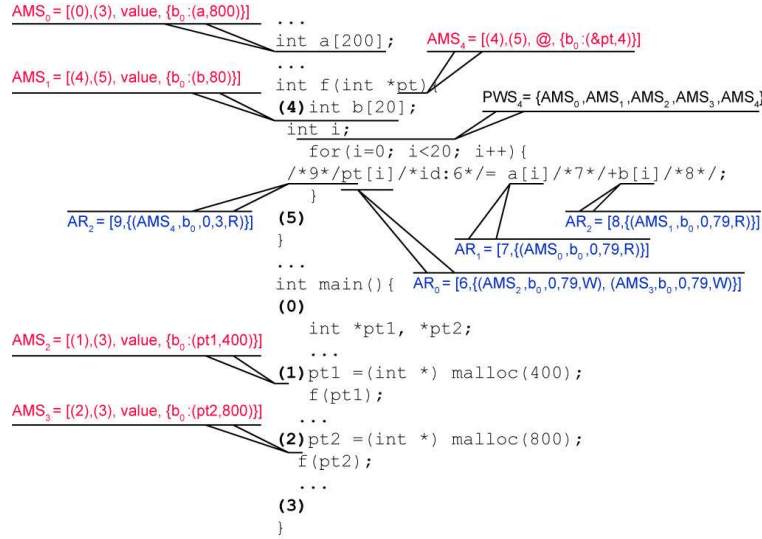 AMS₀ = [(0),(3), value, {b₀:(a,800)}]
...
int a[200];
AMS₄ = [(4),(5), @, {b₀:(&pt,4)}]
...
AMS₁ = [(4),(5), value, {b₀:(b,80)}]
int f(int *pt){
PWS₄ = {AMS₀,AMS₁,AMS₂,AMS₃,AMS₄}
(4)int b[20];
int i;
for(i=0; i<20; i++){
/*9*/pt[i]/*id:6*/= a[i]/*7*/+b[i]/*8*/;
}
AR₂ = [9,{(AMS₄,b₀,0,3,R)}]
(5)
AR₂ = [8,{(AMS₁,b₀,0,79,R)}]
}
AR₁ = [7,{(AMS₀,b₀,0,79,R)}]
...
int main(){
AR₀ = [6,{(AMS₂,b₀,0,79,W), (AMS₃,b₀,0,79,W)}]
(0)
int *pt1, *pt2;
AMS₂ = [(1),(3), value, {b₀:(pt1,400)}]
...
(1)pt1 =(int *) malloc(400);
f(pt1);
AMS₃ = [(2),(3), value, {b₀:(pt2,800)}]
...
(2)pt2 =(int *) malloc(800);
f(pt2);
...
(3)
}